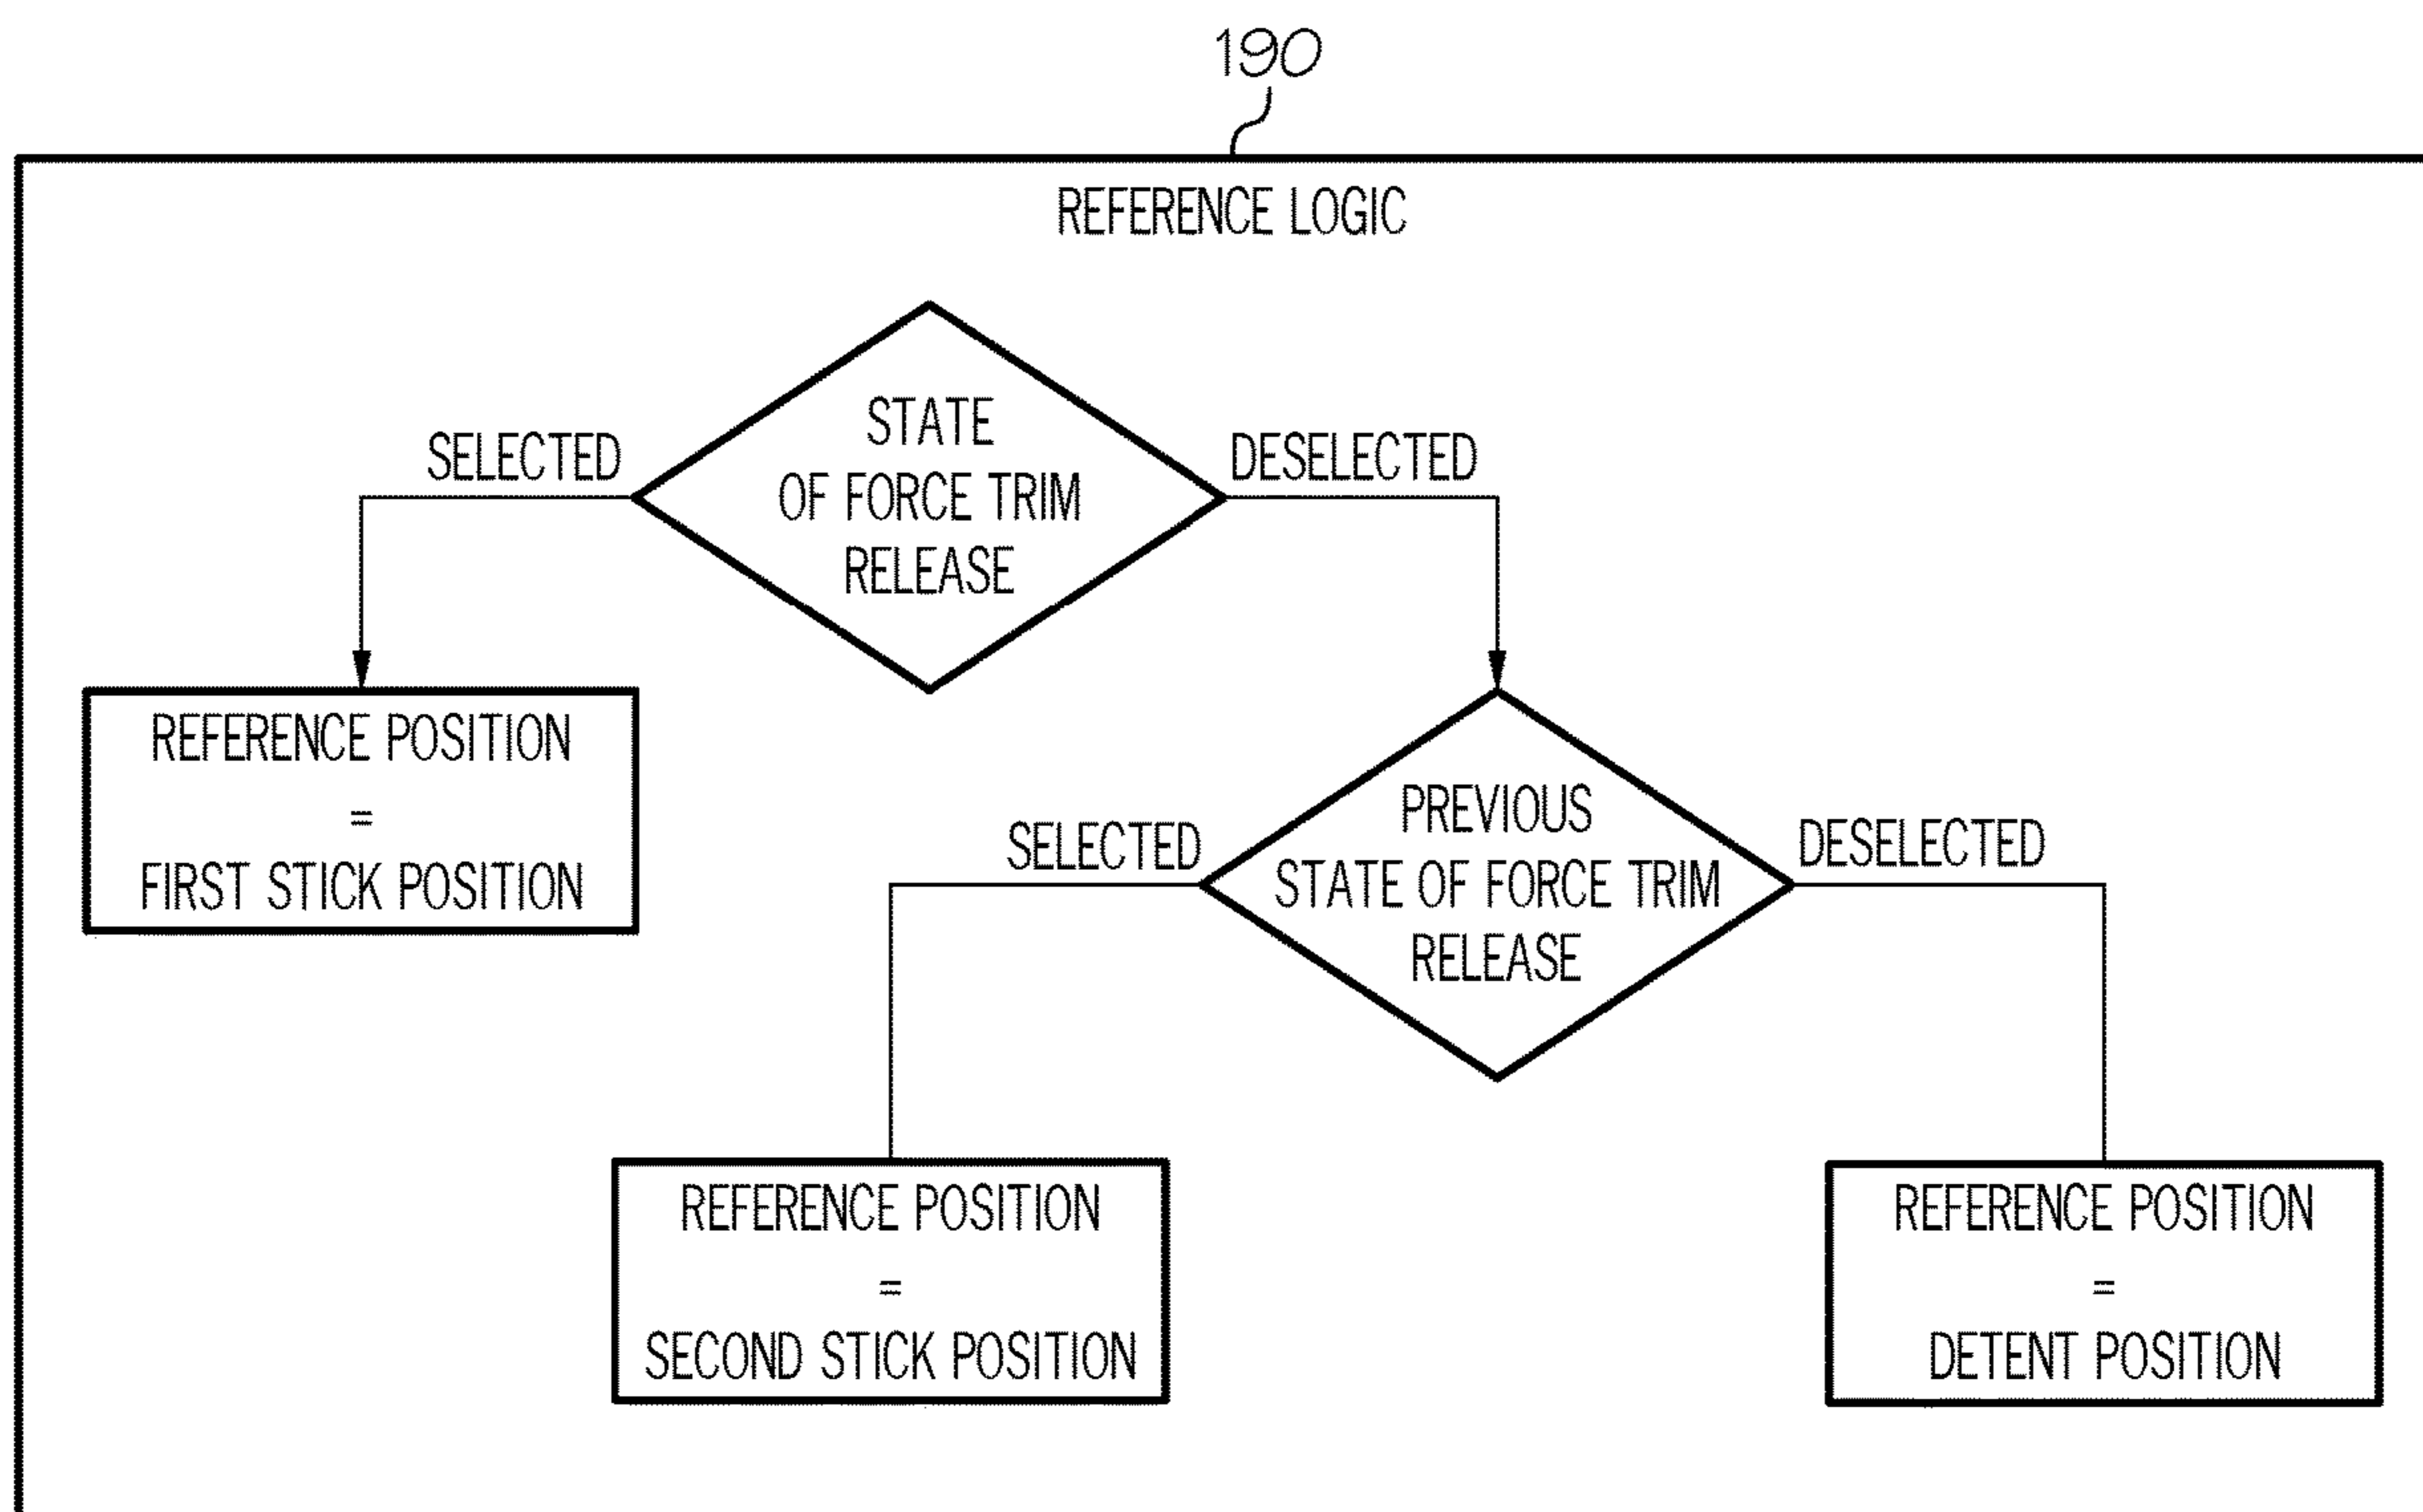 190
REFERENCE LOGIC
STATE
OF FORCE TRIM
RELEASE
SELECTED
DESELECTED
REFERENCE POSITION
=
FIRST STICK POSITION
PREVIOUS
STATE OF FORCE TRIM
RELEASE
SELECTED
DESELECTED
REFERENCE POSITION
=
SECOND STICK POSITION
REFERENCE POSITION
=
DETENT POSITION